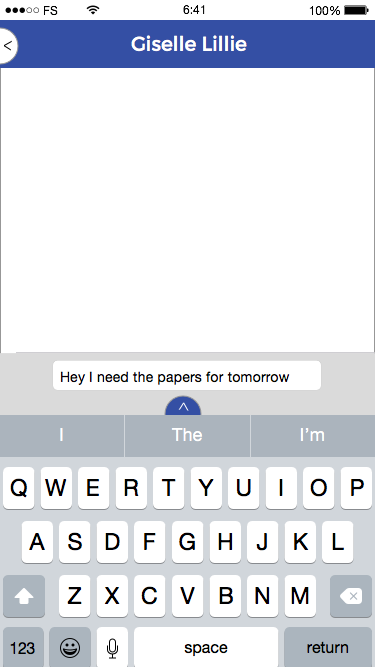 FS 6:41 100%
<
Giselle Lillie
Hey I need the papers for tomorrow
^
I The I'm
Q W E R T Y U I O P
A S D F G H J K L
Z X C V B N M
123 space return